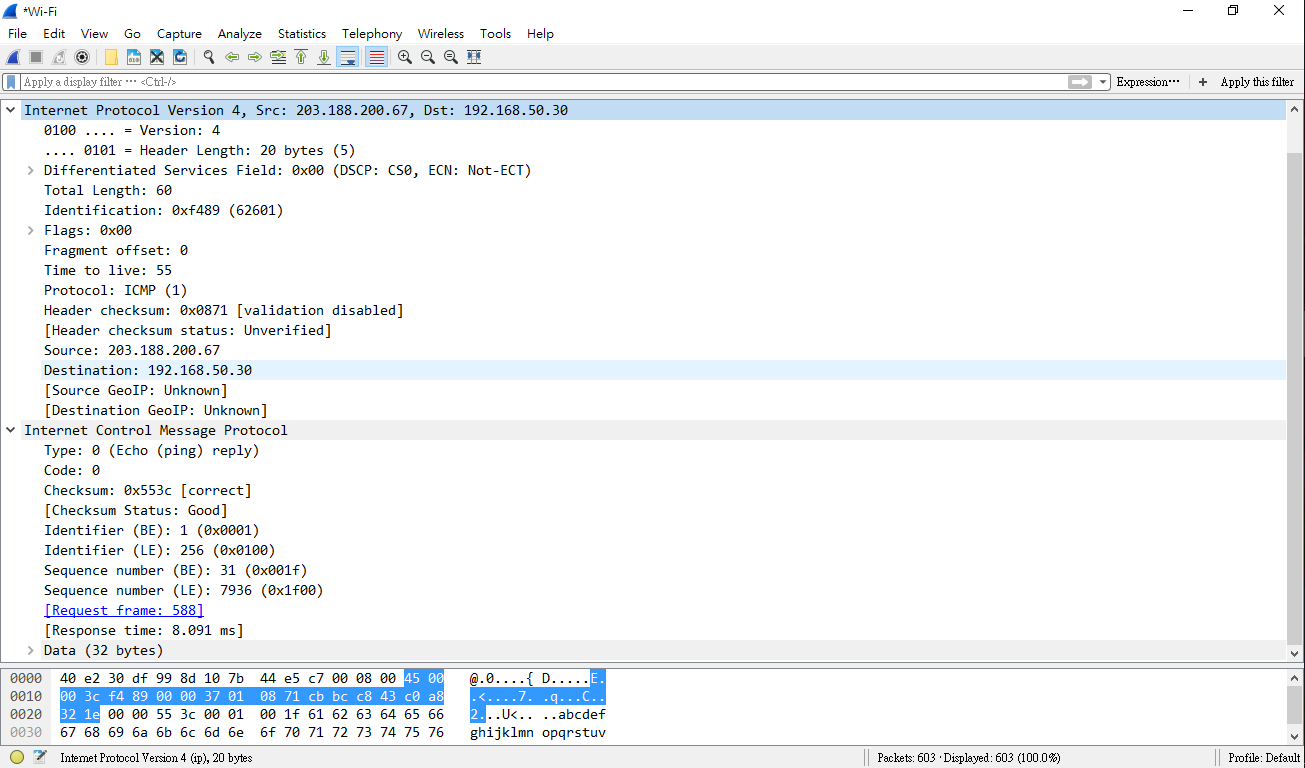 *Wi-Fi
File Edit View Go Capture Analyze Statistics Telephony Wireless Tools Help
Apply a display filter ··· <Ctrl-/> Expression··· + Apply this filter
Internet Protocol Version 4, Src: 203.188.200.67, Dst: 192.168.50.30
0100 .... = Version: 4
.... 0101 = Header Length: 20 bytes (5)
Differentiated Services Field: 0x00 (DSCP: CS0, ECN: Not-ECT)
Total Length: 60
Identification: 0xf489 (62601)
Flags: 0x00
Fragment offset: 0
Time to live: 55
Protocol: ICMP (1)
Header checksum: 0x0871 [validation disabled]
[Header checksum status: Unverified]
Source: 203.188.200.67
Destination: 192.168.50.30
[Source GeoIP: Unknown]
[Destination GeoIP: Unknown]
Internet Control Message Protocol
Type: 0 (Echo (ping) reply)
Code: 0
Checksum: 0x553c [correct]
[Checksum Status: Good]
Identifier (BE): 1 (0x0001)
Identifier (LE): 256 (0x0100)
Sequence number (BE): 31 (0x001f)
Sequence number (LE): 7936 (0x1f00)
[Request frame: 588]
[Response time: 8.091 ms]
Data (32 bytes)
0000 40 e2 30 df 99 8d 10 7b 44 e5 c7 00 08 00 45 00 @.0....{ D.....E.
0010 00 3c f4 89 00 00 37 01 08 71 cb bc c8 43 c0 a8 .<....7. .q...C..
0020 32 1e 00 00 55 3c 00 01 00 1f 61 62 63 64 65 66 2...U<.. ..abcdef
0030 67 68 69 6a 6b 6c 6d 6e 6f 70 71 72 73 74 75 76 ghijklmn opqrstuv
Internet Protocol Version 4 (ip), 20 bytes Packets: 603 · Displayed: 603 (100.0%) Profile: Default